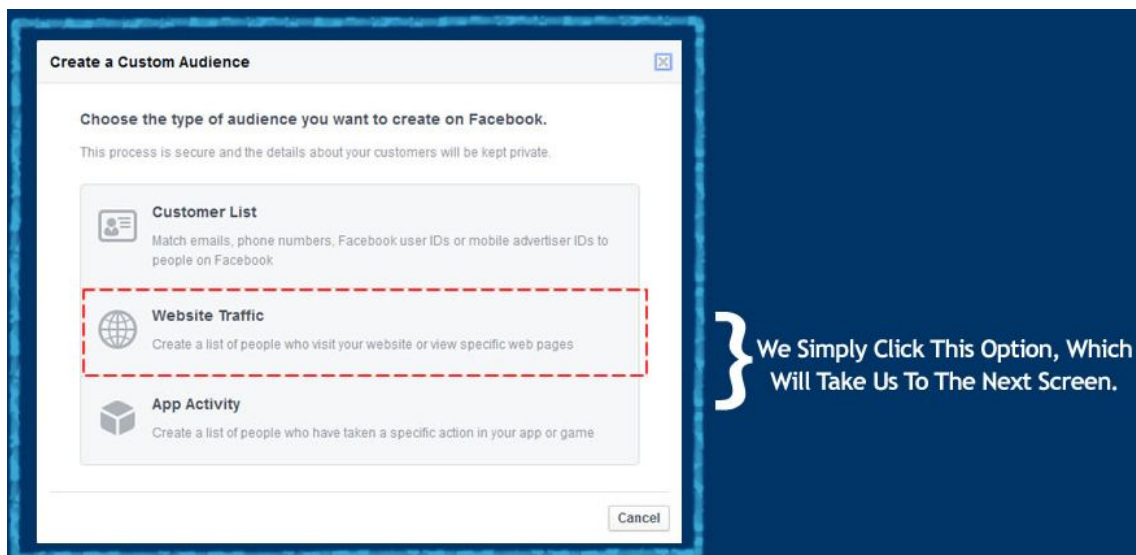 Create a Custom Audience
Choose the type of audience you want to create on Facebook.
This process is secure and the details about your customers will be kept private.
Customer List
Match emails, phone numbers, Facebook user IDs or mobile advertiser IDs to
people on Facebook
Website Traffic
Create a list of people who visit your website or view specific web pages
We Simply Click This Option, Which
Will Take Us To The Next Screen.
App Activity
Create a list of people who have taken a specific action in your app or game
Cancel